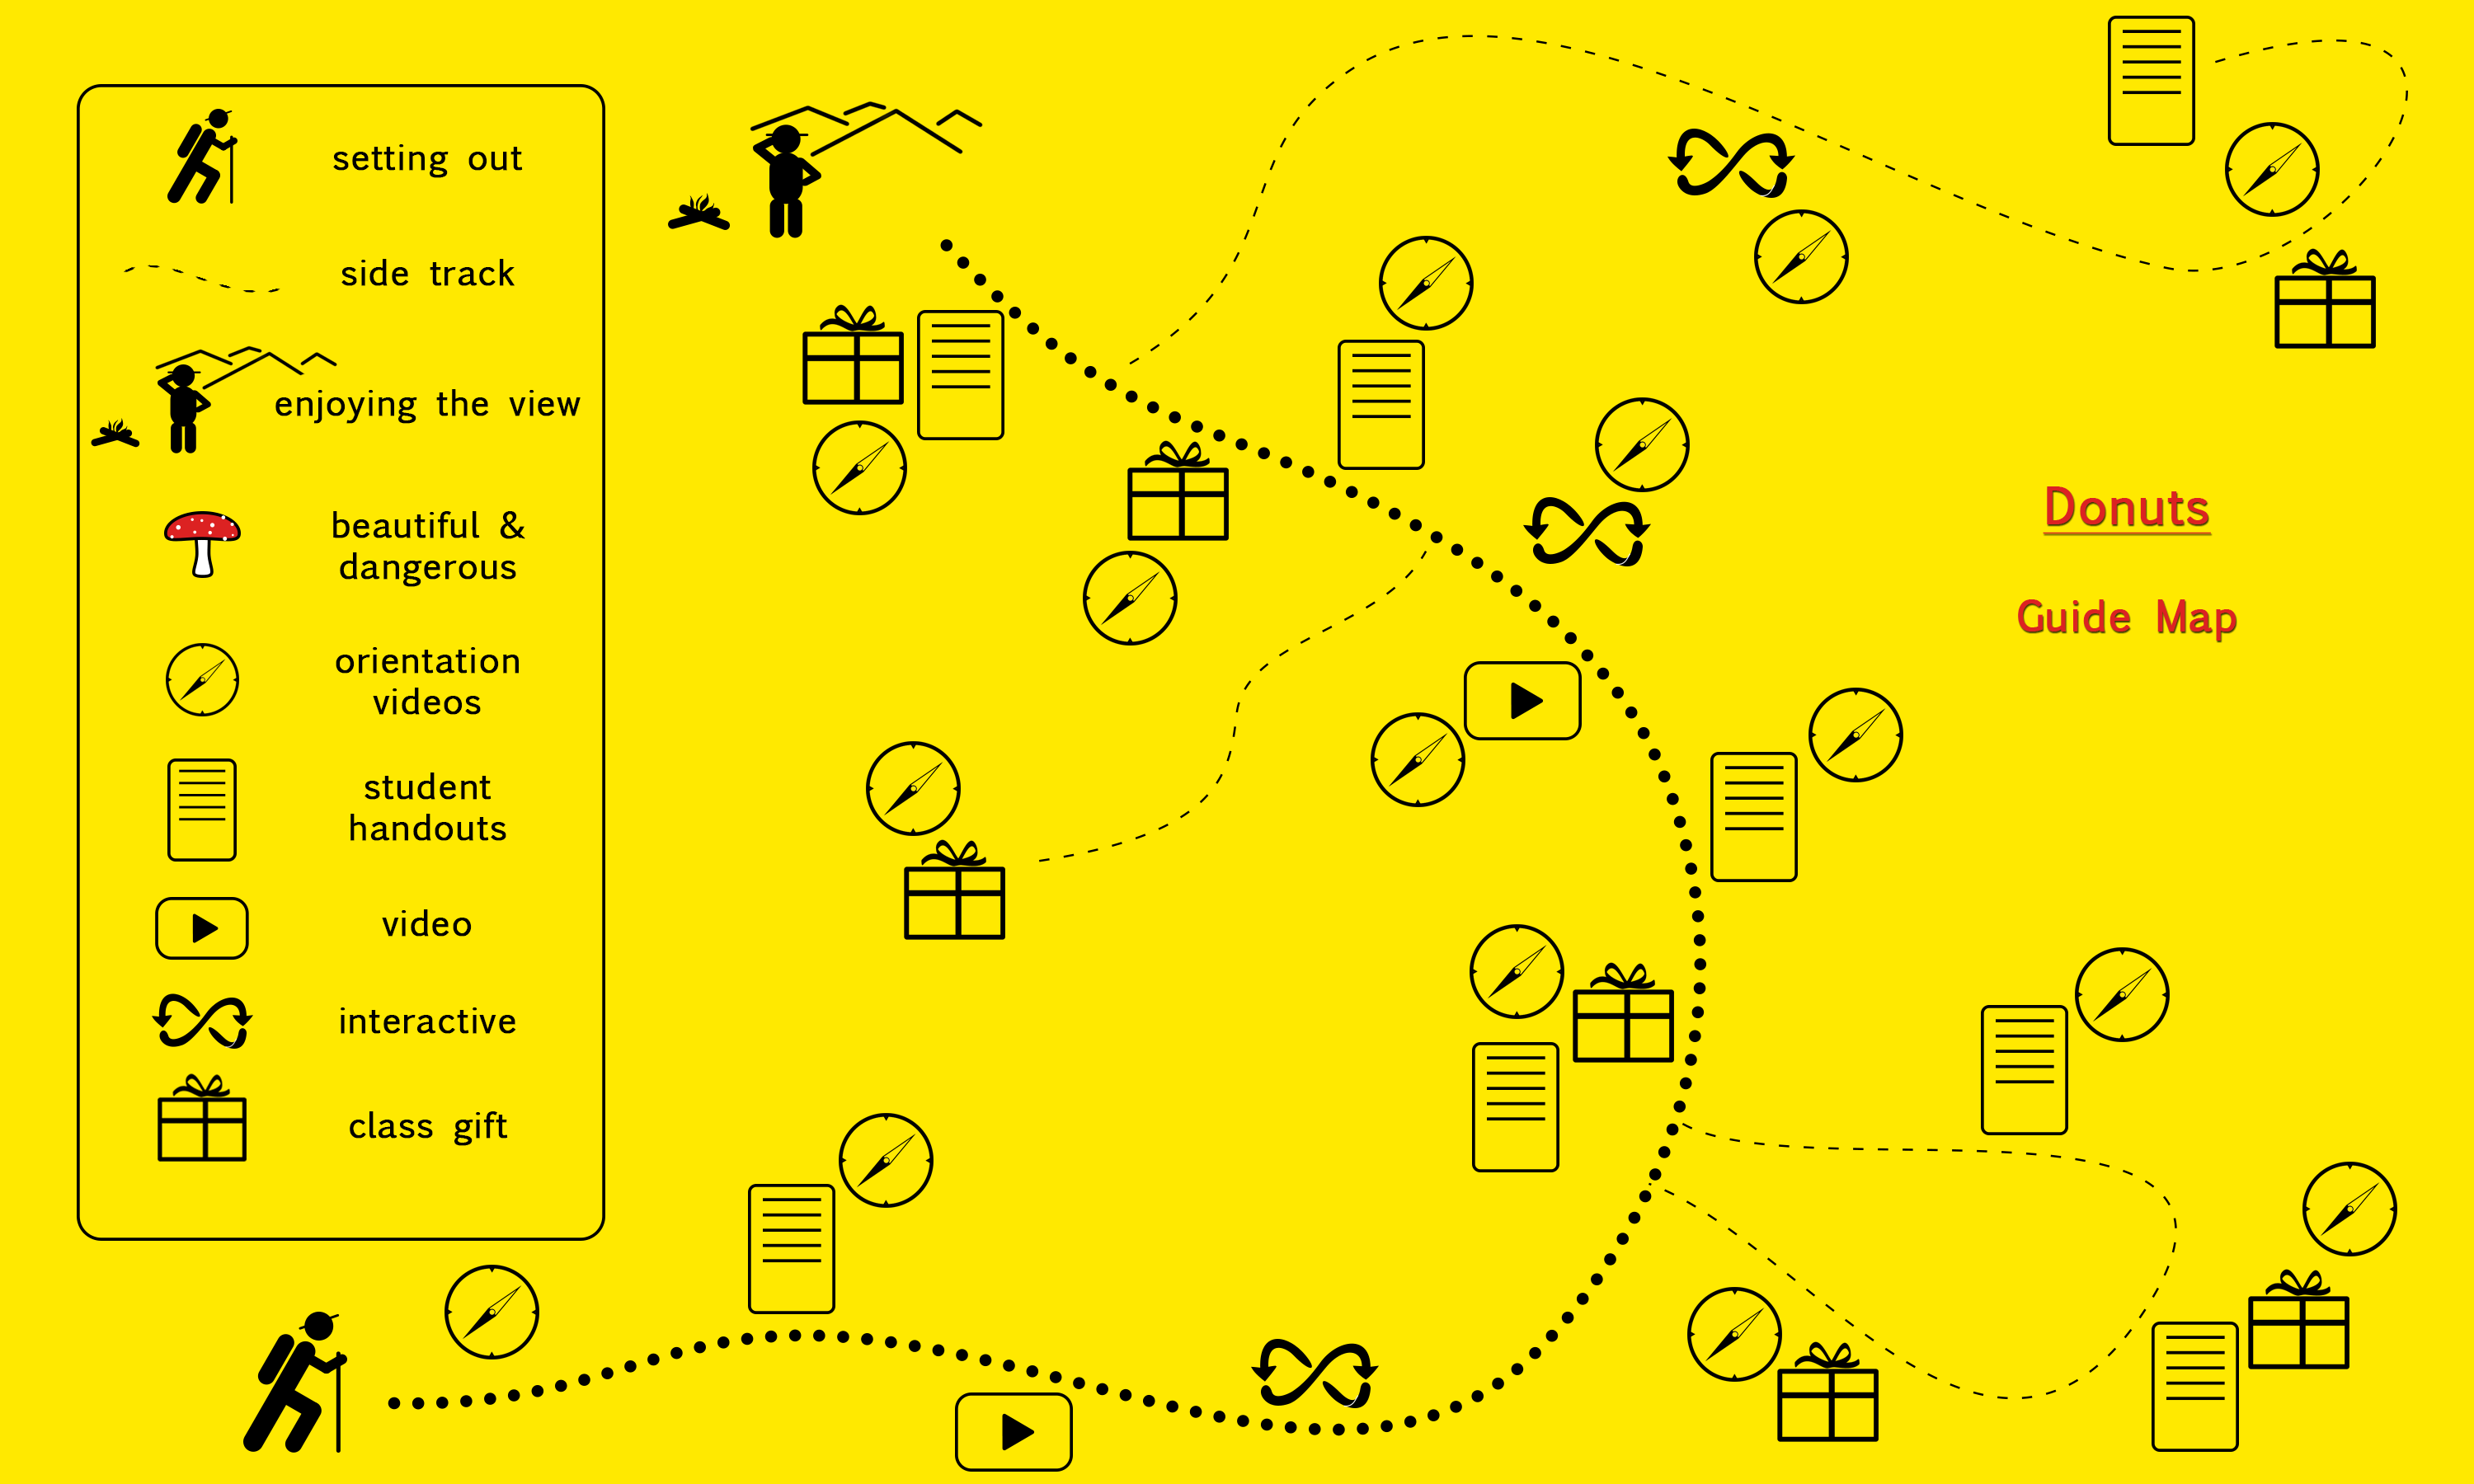 setting out
side track
enjoying the view
beautiful &
dangerous
orientation
videos
student
handouts
video
interactive
class gift
Donuts
Guide Map